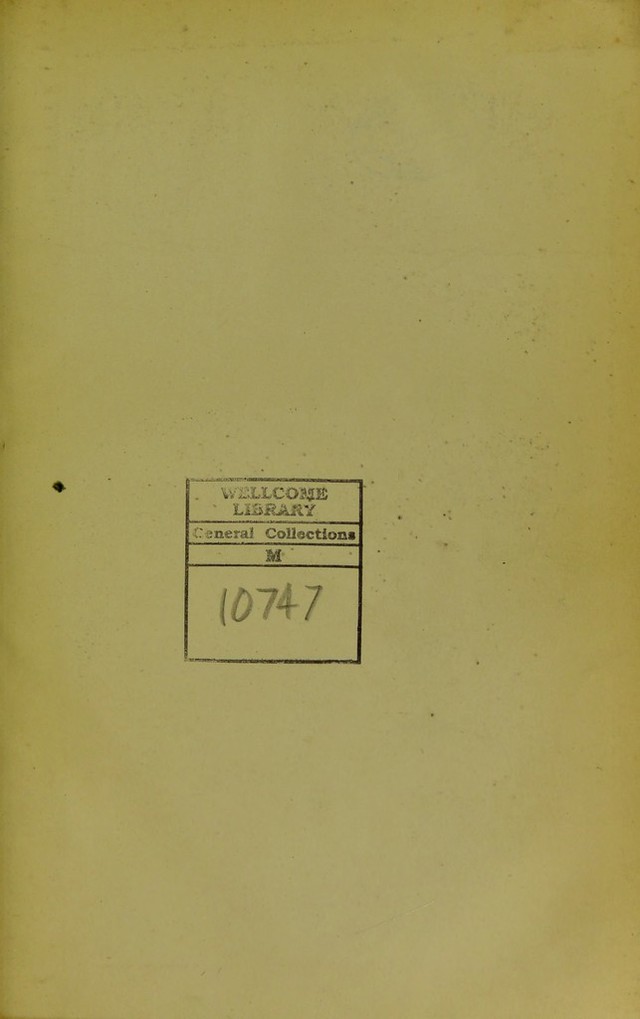 WELLCOME
LIBRARY
General Collections
M
10747